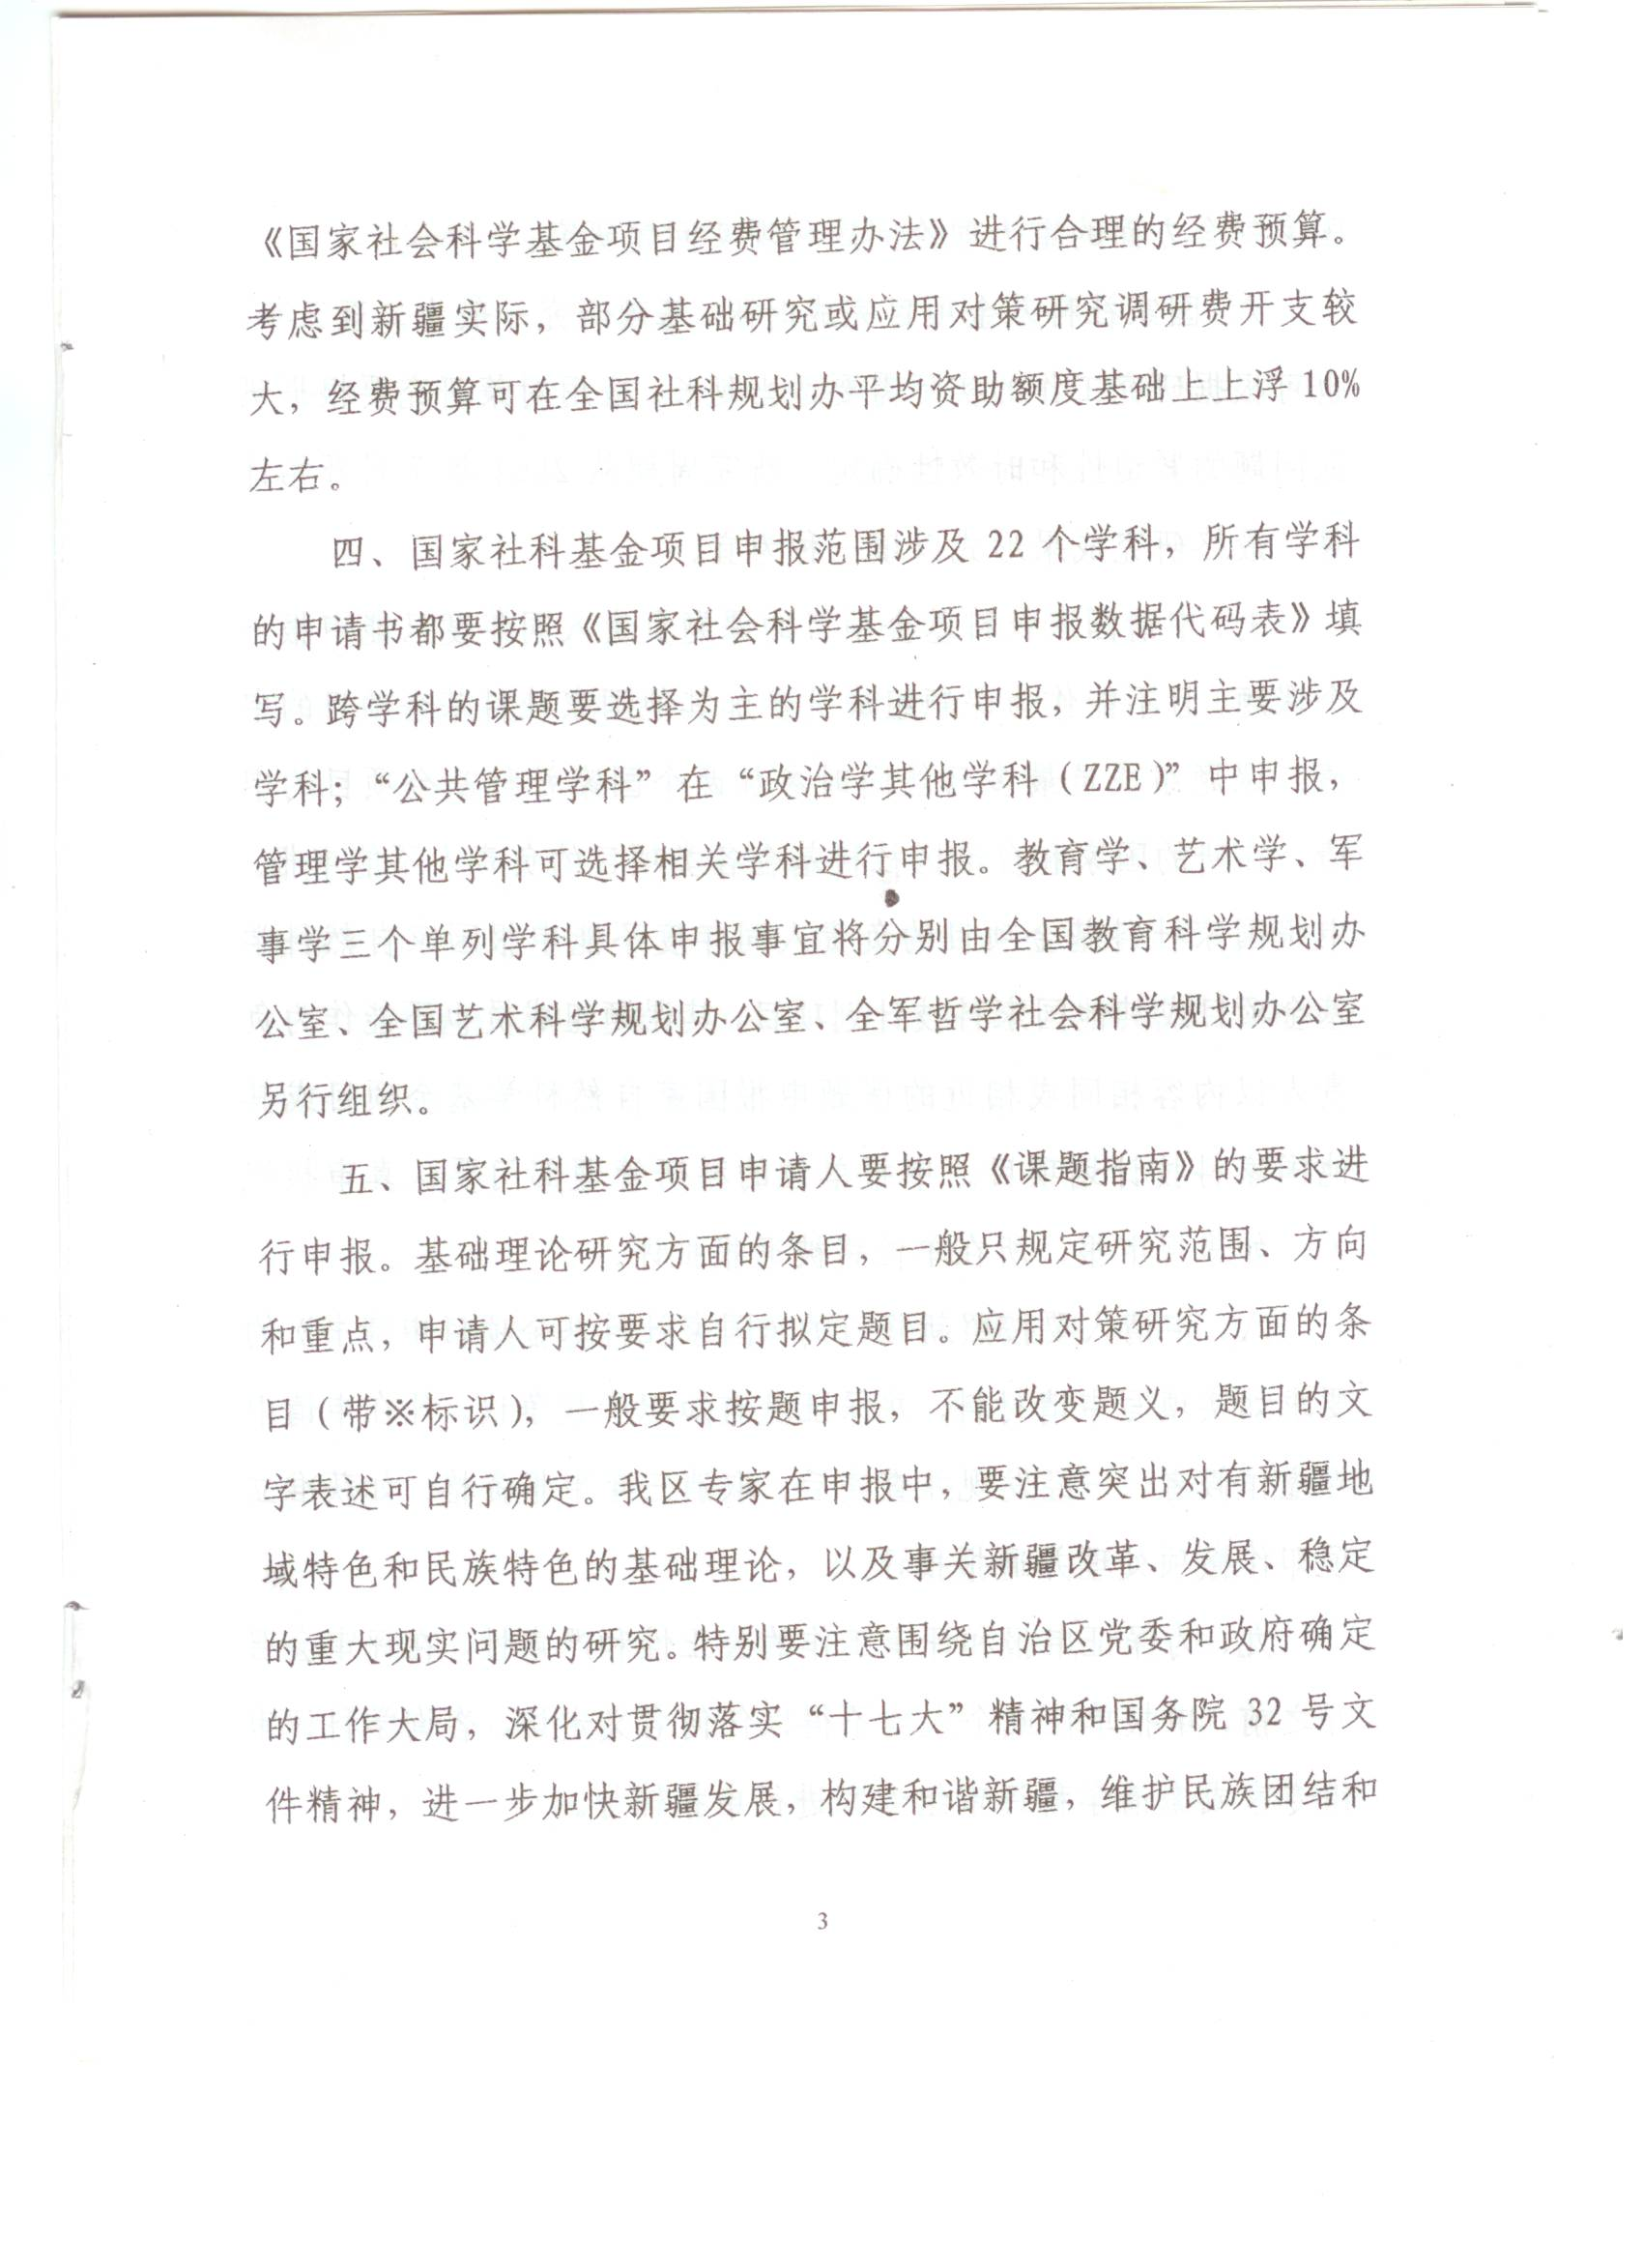 《国家社会科学基金项目经费管理办法》进行合理的经费预算。
考虑到新疆实际，部分基础研究或应用对策研究调研费开支较
大，经费预算可在全国社科规划办平均资助额度基础上上浮 10%
左右。
四、国家社科基金项目申报范围涉及 22 个学科，所有学科
的申请书都要按照《国家社会科学基金项目申报数据代码表》填
写。跨学科的课题要选择为主的学科进行申报，并注明主要涉及
学科；“公共管理学科”在“政治学其他学科（ZZE）”中申报，
管理学其他学科可选择相关学科进行申报。教育学、艺术学、军
事学三个单列学科具体申报事宜将分别由全国教育科学规划办
公室、全国艺术科学规划办公室、全军哲学社会科学规划办公室
另行组织。
五、国家社科基金项目申请人要按照《课题指南》的要求进
行申报。基础理论研究方面的条目，一般只规定研究范围、方向
和重点，申请人可按要求自行拟定题目。应用对策研究方面的条
目（带※标识），一般要求按题申报，不能改变题义，题目的文
字表述可自行确定。我区专家在申报中，要注意突出对有新疆地
域特色和民族特色的基础理论，以及事关新疆改革、发展、稳定
的重大现实问题的研究。特别要注意围绕自治区党委和政府确定
的工作大局，深化对贯彻落实“十七大”精神和国务院 32 号文
件精神，进一步加快新疆发展，构建和谐新疆，维护民族团结和
3